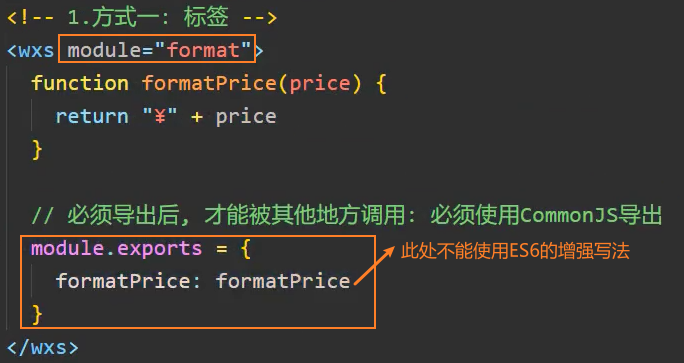 <!-- 1.方式一: 标签 -->
<wxs module="format">
function formatPrice(price) {
return "¥" + price
}
// 必须导出后, 才能被其他地方调用: 必须使用CommonJS导出
module.exports = {
此处不能使用ES6的增强写法
formatPrice: formatPrice
}
</wxs>